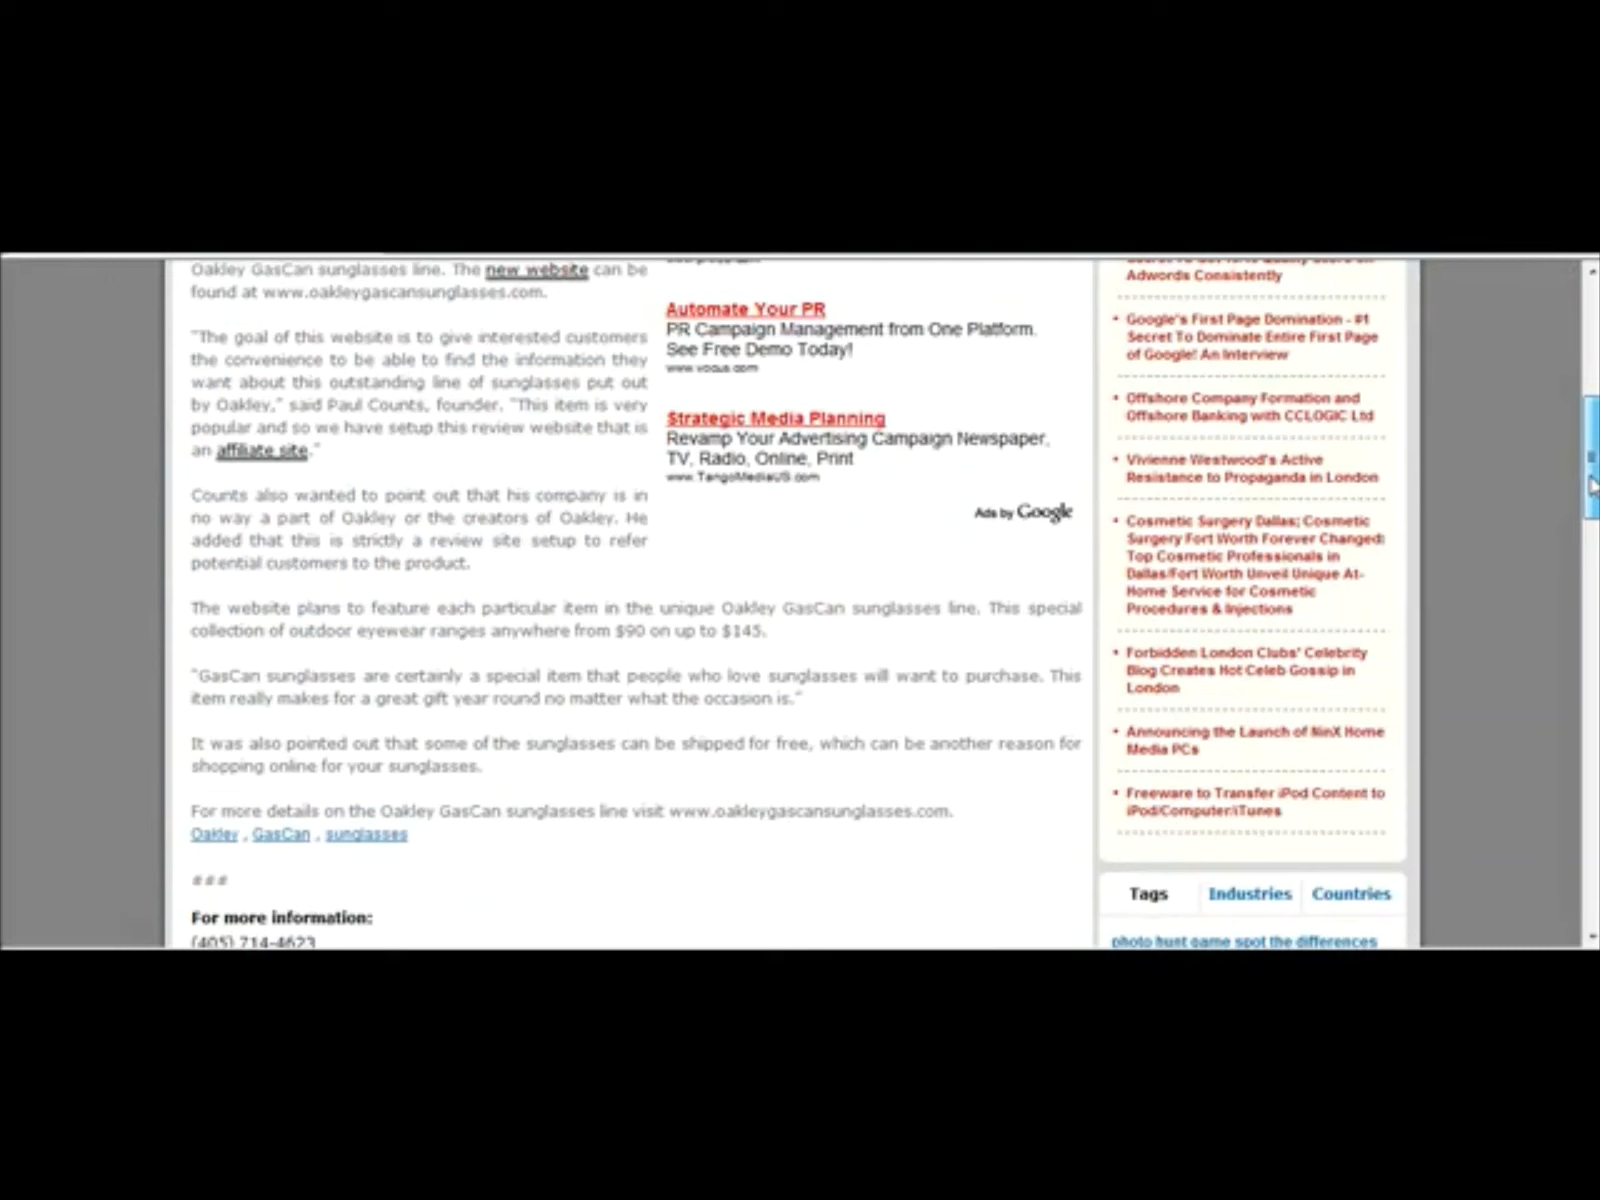 Oakley GasCan sunglasses line. The new website can be
found at www.oakleygascansunglasses.com.
"The goal of this website is to give interested customers
the convenience to be able to find the information they
want about this outstanding line of sunglasses put out
by Oakley," said Paul Counts, founder. "This item is very
popular and so we have setup this review website that is
an affiliate site."
Counts also wanted to point out that his company is in
no way a part of Oakley or the creators of Oakley. He
added that this is strictly a review site setup to refer
potential customers to the product.
The website plans to feature each particular item in the unique Oakley GasCan sunglasses line. This special
collection of outdoor eyewear ranges anywhere from $90 on up to $145.
"GasCan sunglasses are certainly a special item that people who love sunglasses will want to purchase. This
item really makes for a great gift year round no matter what the occasion is."
It was also pointed out that some of the sunglasses can be shipped for free, which can be another reason for
shopping online for your sunglasses.
For more details on the Oakley GasCan sunglasses line visit www.oakleygascansunglasses.com.
Oakley , GasCan , sunglasses
###
For more information:
(405) 714-4623
Automate Your PR
PR Campaign Management from One Platform.
See Free Demo Today!
www.vocus.com
Strategic Media Planning
Revamp Your Advertising Campaign Newspaper,
TV, Radio, Online, Print
www.TangoMediaUS.com
Ads by Google
Adwords Consistently
• Google's First Page Domination - #1
Secret To Dominate Entire First Page
of Google! An Interview
• Offshore Company Formation and
Offshore Banking with CCLOGIC Ltd
• Vivienne Westwood's Active
Resistance to Propaganda in London
• Cosmetic Surgery Dallas; Cosmetic
Surgery Fort Worth Forever Changed:
Top Cosmetic Professionals in
Dallas/Fort Worth Unveil Unique At-
Home Service for Cosmetic
Procedures & Injections
• Forbidden London Clubs' Celebrity
Blog Creates Hot Celeb Gossip in
London
• Announcing the Launch of NinX Home
Media PCs
• Freeware to Transfer iPod Content to
iPod/Computer/iTunes
Tags Industries Countries
photo hunt game spot the differences